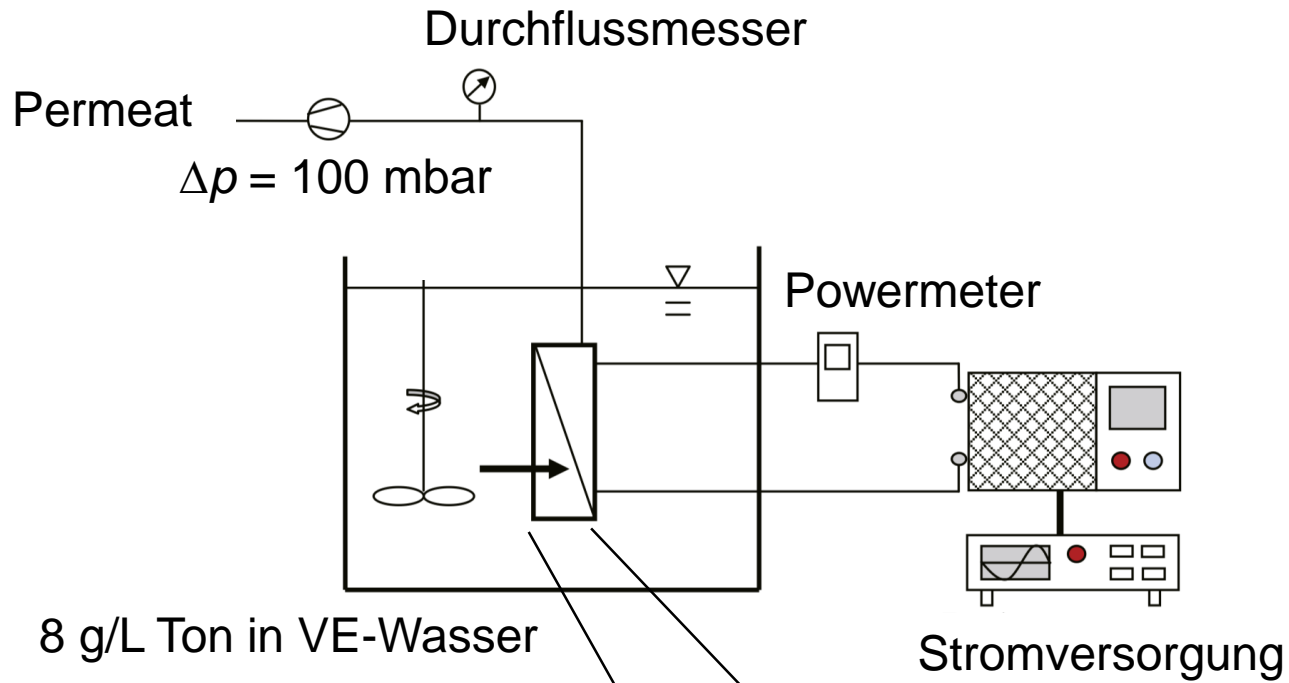 Durchflussmesser
Permeat
Δp = 100 mbar
Powermeter
8 g/L Ton in VE-Wasser
Stromversorgung